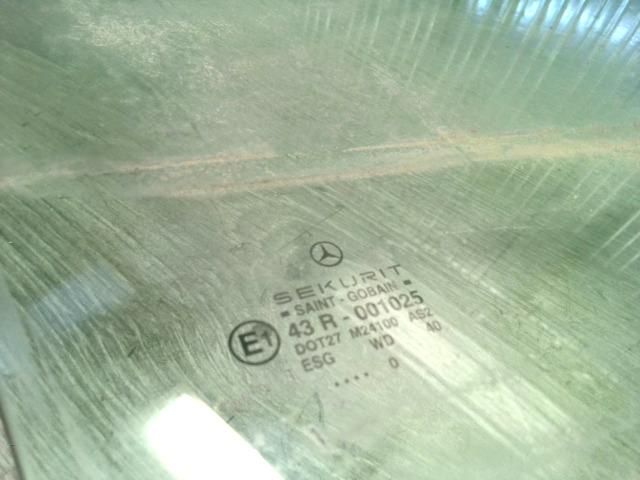 SEKURIT
SAINT - GOBAIN
E1 43 R - 001025
DOT27 M24100 AS2
ESG WD 40
.... 0